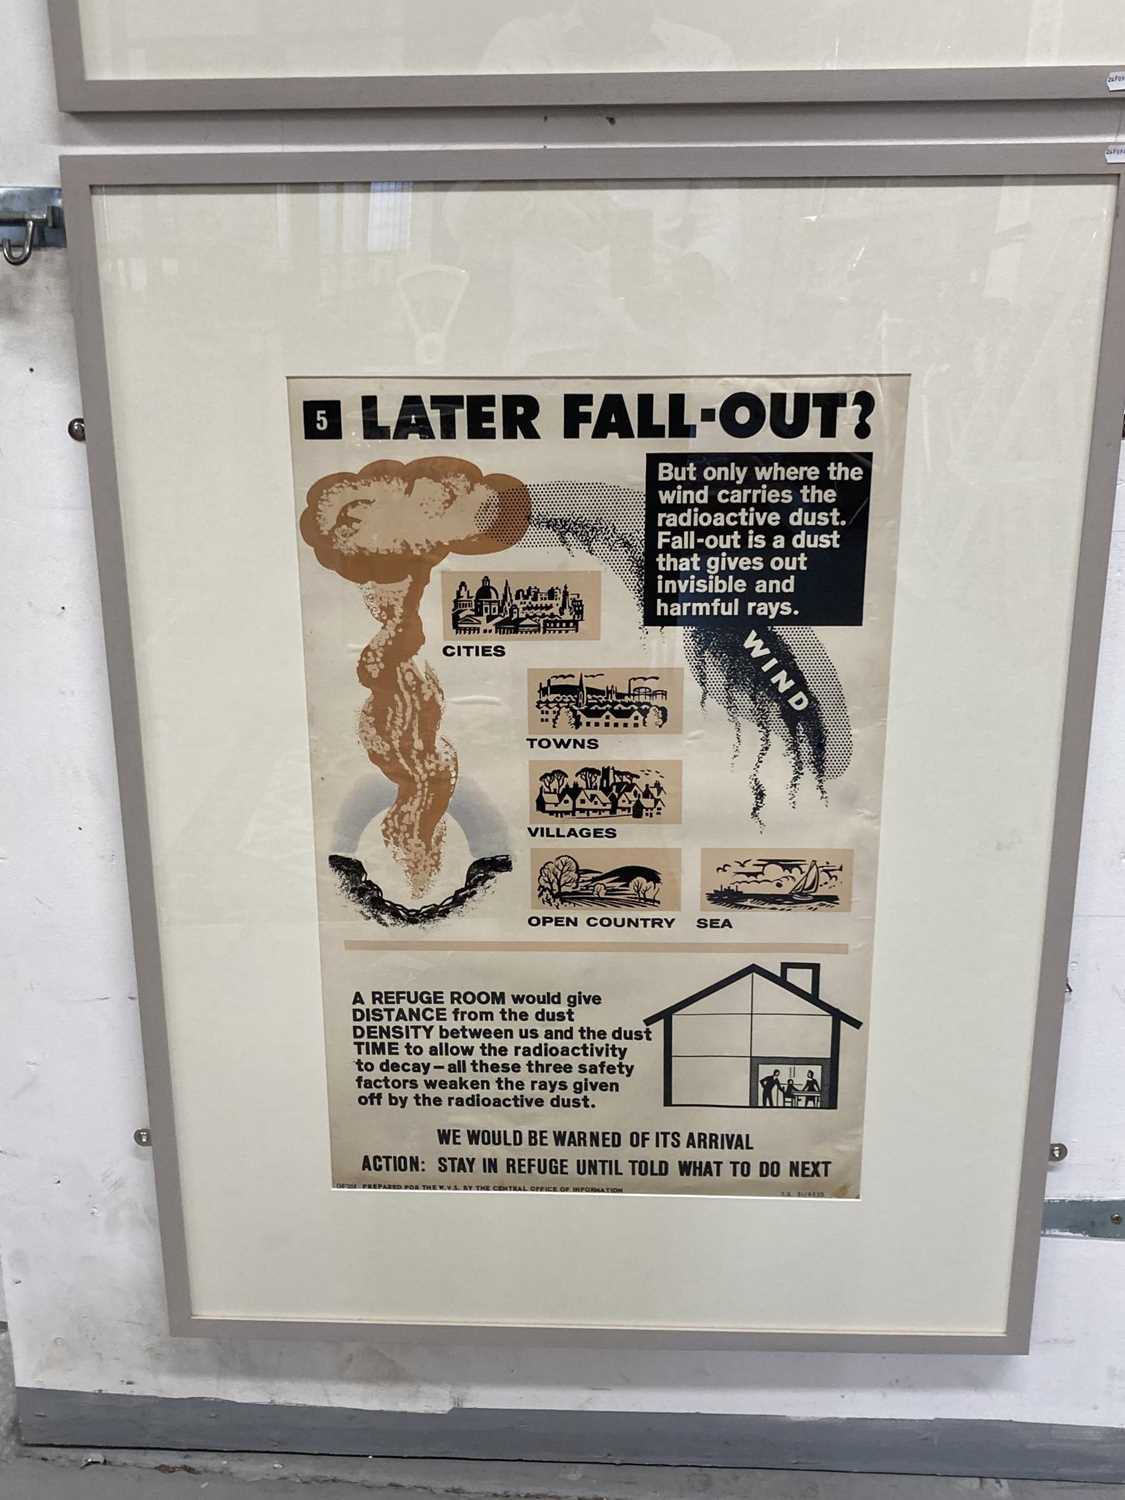 5 LATER FALL-OUT?
But only where the
wind carries the
radioactive dust.
Fall-out is a dust
that gives out
invisible and
harmful rays.
WIND
CITIES
TOWNS
VILLAGES
OPEN COUNTRY
SEA
A REFUGE ROOM would give
DISTANCE from the dust
DENSITY between us and the dust
TIME to allow the radioactivity
to decay—all these three safety
factors weaken the rays given
off by the radioactive dust.
WE WOULD BE WARNED OF ITS ARRIVAL
ACTION: STAY IN REFUGE UNTIL TOLD WHAT TO DO NEXT
PREPARED FOR THE W.V.S. BY THE CENTRAL OFFICE OF INFORMATION